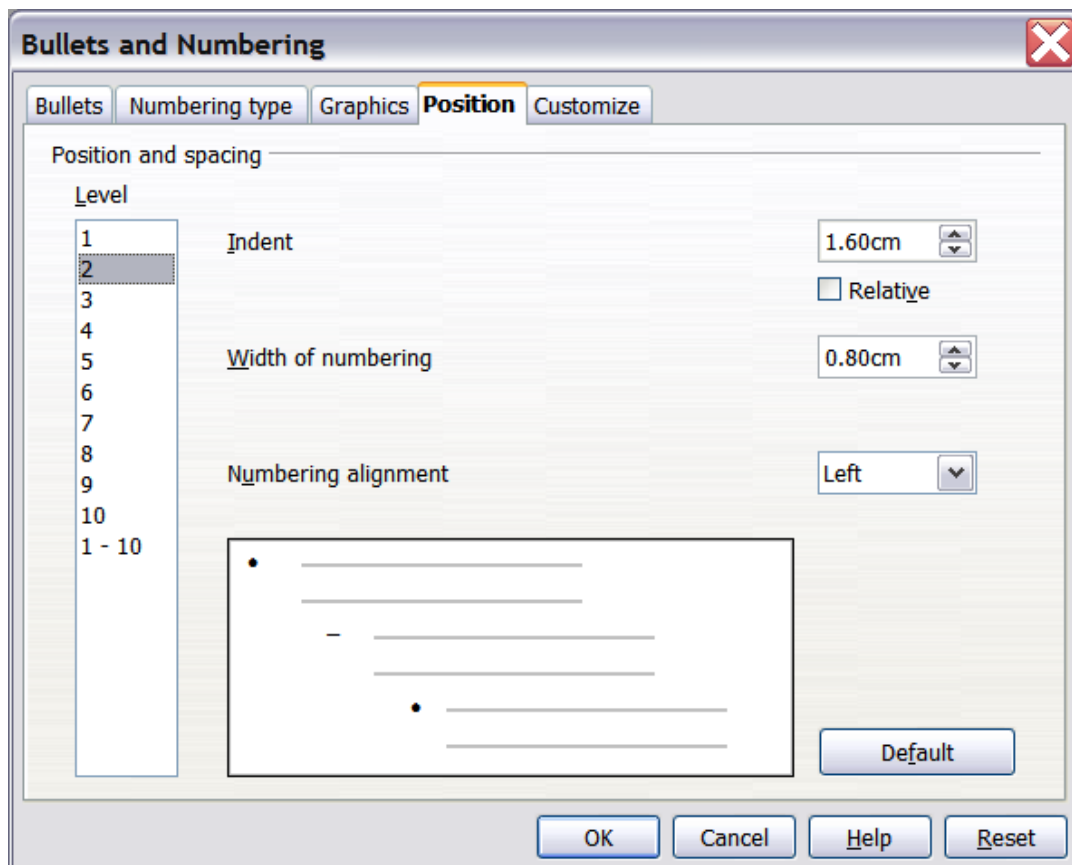 Bullets and Numbering
Bullets Numbering type Graphics Position Customize
Position and spacing
Level
1
2
3
4
5
6
7
8
9
10
1 - 10
Indent 1.60cm
Relative
Width of numbering 0.80cm
Numbering alignment Left
Default
OK Cancel Help Reset